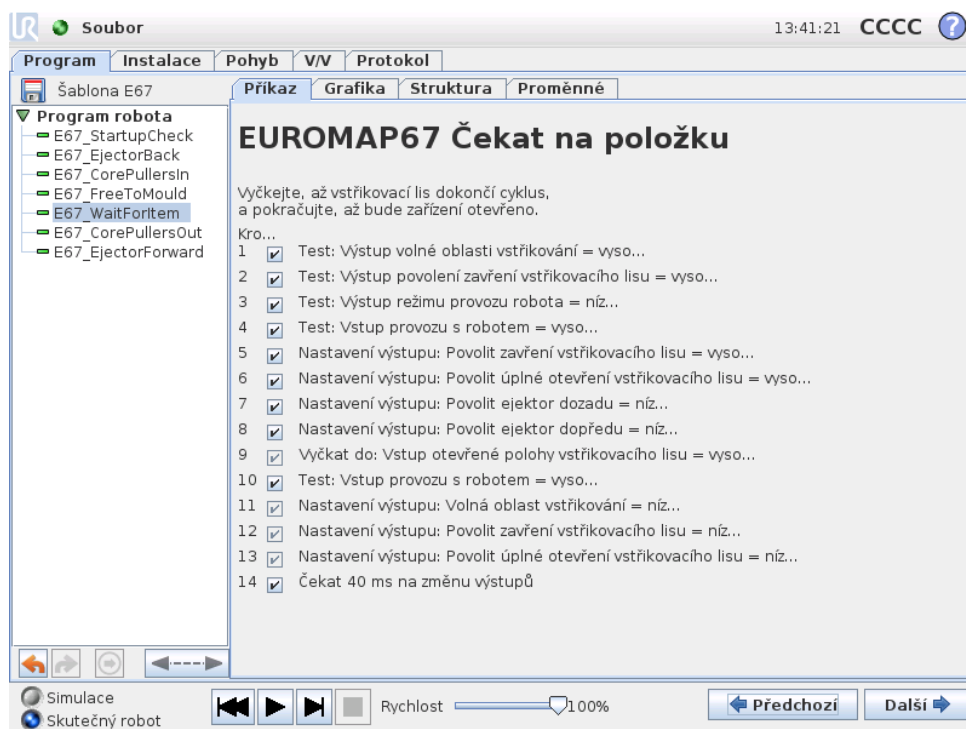 UR Soubor 13:41:21 CCCC ?
Program Instalace Pohyb V/V Protokol
Šablona E67 Příkaz Grafika Struktura Proměnné
Program robota
E67_StartupCheck
E67_EjectorBack
E67_CorePullersIn
E67_FreeToMould
E67_WaitForItem
E67_CorePullersOut
E67_EjectorForward
EUROMAP67 Čekat na položku
Vyčkejte, až vstřikovací lis dokončí cyklus,
a pokračujte, až bude zařízení otevřeno.
Kro...
1 Test: Výstup volné oblasti vstřikování = vyso...
2 Test: Výstup povolení zavření vstřikovacího lisu = vyso...
3 Test: Výstup režimu provozu robota = níz...
4 Test: Vstup provozu s robotem = vyso...
5 Nastavení výstupu: Povolit zavření vstřikovacího lisu = vyso...
6 Nastavení výstupu: Povolit úplné otevření vstřikovacího lisu = vyso...
7 Nastavení výstupu: Povolit ejektor dozadu = níz...
8 Nastavení výstupu: Povolit ejektor dopředu = níz...
9 Vyčkat do: Vstup otevřené polohy vstřikovacího lisu = vyso...
10 Test: Vstup provozu s robotem = vyso...
11 Nastavení výstupu: Volná oblast vstřikování = níz...
12 Nastavení výstupu: Povolit zavření vstřikovacího lisu = níz...
13 Nastavení výstupu: Povolit úplné otevření vstřikovacího lisu = níz...
14 Čekat 40 ms na změnu výstupů
Simulace
Skutečný robot
Rychlost 100%
Předchozí Další